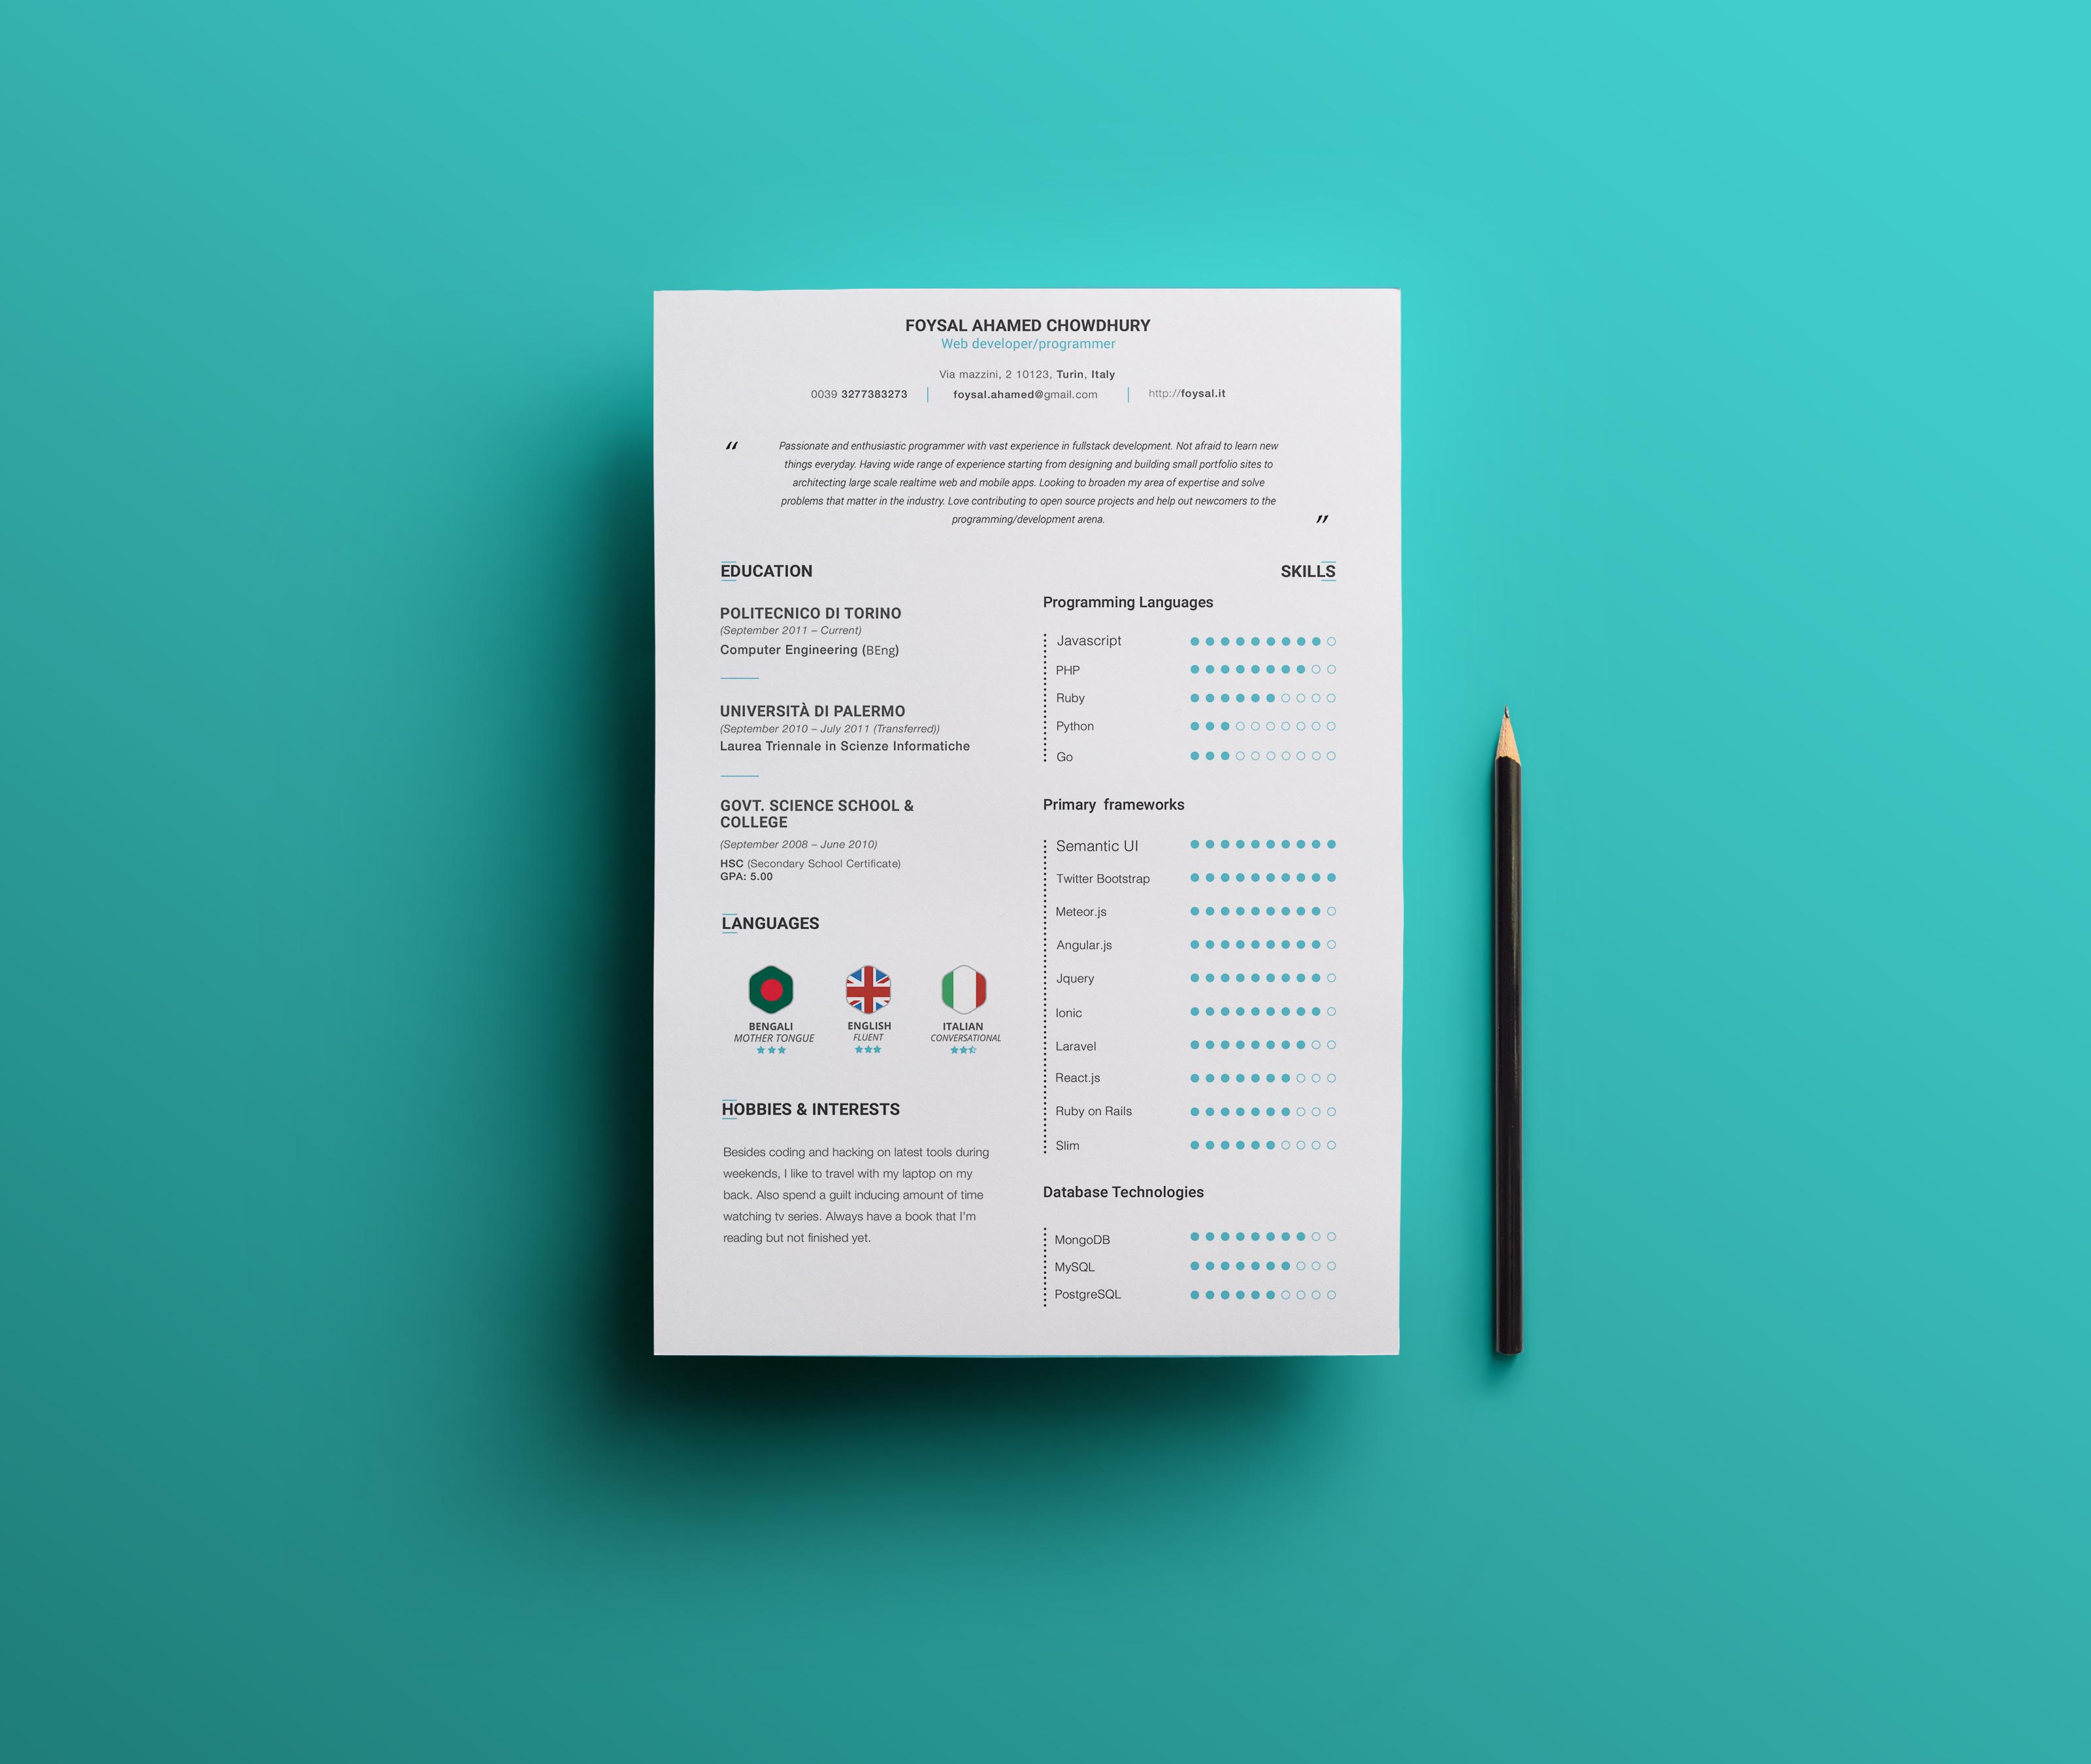 FOYSAL AHAMED CHOWDHURY
Web developer/programmer
Via mazzini, 2 10123, Turin, Italy
0039 3277383273 | foysal.ahamed@gmail.com | http://foysal.it
“ Passionate and enthusiastic programmer with vast experience in fullstack development. Not afraid to learn new
things everyday. Having wide range of experience starting from designing and building small portfolio sites to
architecting large scale realtime web and mobile apps. Looking to broaden my area of expertise and solve
problems that matter in the industry. Love contributing to open source projects and help out newcomers to the
programming/development arena. ”
EDUCATION
POLITECNICO DI TORINO
(September 2011 – Current)
Computer Engineering (BEng)
UNIVERSITÀ DI PALERMO
(September 2010 – July 2011 (Transferred))
Laurea Triennale in Scienze Informatiche
GOVT. SCIENCE SCHOOL &
COLLEGE
(September 2008 – June 2010)
HSC (Secondary School Certificate)
GPA: 5.00
LANGUAGES
BENGALI
MOTHER TONGUE
ENGLISH
FLUENT
ITALIAN
CONVERSATIONAL
HOBBIES & INTERESTS
Besides coding and hacking on latest tools during
weekends, I like to travel with my laptop on my
back. Also spend a guilt inducing amount of time
watching tv series. Always have a book that I'm
reading but not finished yet.
SKILLS
Programming Languages
Javascript
PHP
Ruby
Python
Go
Primary frameworks
Semantic UI
Twitter Bootstrap
Meteor.js
Angular.js
Jquery
Ionic
Laravel
React.js
Ruby on Rails
Slim
Database Technologies
MongoDB
MySQL
PostgreSQL